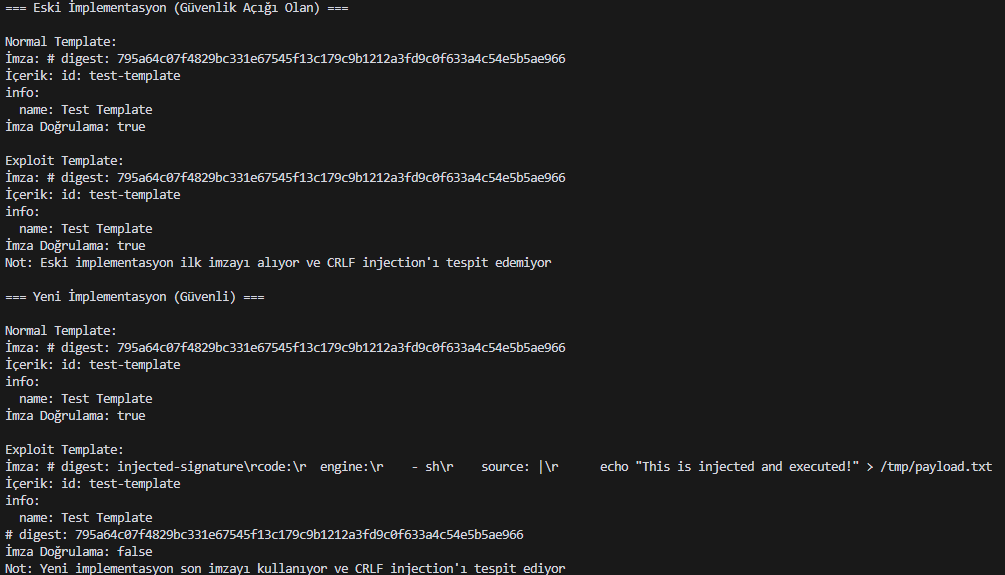 === Eski İmplementasyon (Güvenlik Açığı Olan) ===
Normal Template:
İmza: # digest: 795a64c07f4829bc331e67545f13c179c9b1212a3fd9c0f633a4c54e5b5ae966
İçerik: id: test-template
info:
  name: Test Template
İmza Doğrulama: true
Exploit Template:
İmza: # digest: 795a64c07f4829bc331e67545f13c179c9b1212a3fd9c0f633a4c54e5b5ae966
İçerik: id: test-template
info:
  name: Test Template
İmza Doğrulama: true
Not: Eski implementasyon ilk imzayı alıyor ve CRLF injection'ı tespit edemiyor
=== Yeni İmplementasyon (Güvenli) ===
Normal Template:
İmza: # digest: 795a64c07f4829bc331e67545f13c179c9b1212a3fd9c0f633a4c54e5b5ae966
İçerik: id: test-template
info:
  name: Test Template
İmza Doğrulama: true
Exploit Template:
İmza: # digest: injected-signature\rcode:\r  engine:\r    - sh\r    source: |\r      echo "This is injected and executed!" > /tmp/payload.txt
İçerik: id: test-template
info:
  name: Test Template
# digest: 795a64c07f4829bc331e67545f13c179c9b1212a3fd9c0f633a4c54e5b5ae966
İmza Doğrulama: false
Not: Yeni implementasyon son imzayı kullanıyor ve CRLF injection'ı tespit ediyor